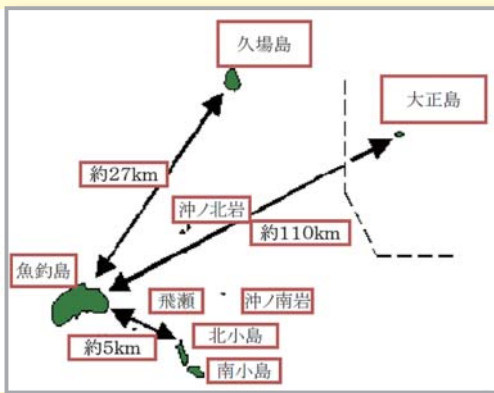 久場島
大正島
約27km
沖ノ北岩
約110km
魚釣島
飛瀬
沖ノ南岩
約5km
北小島
南小島